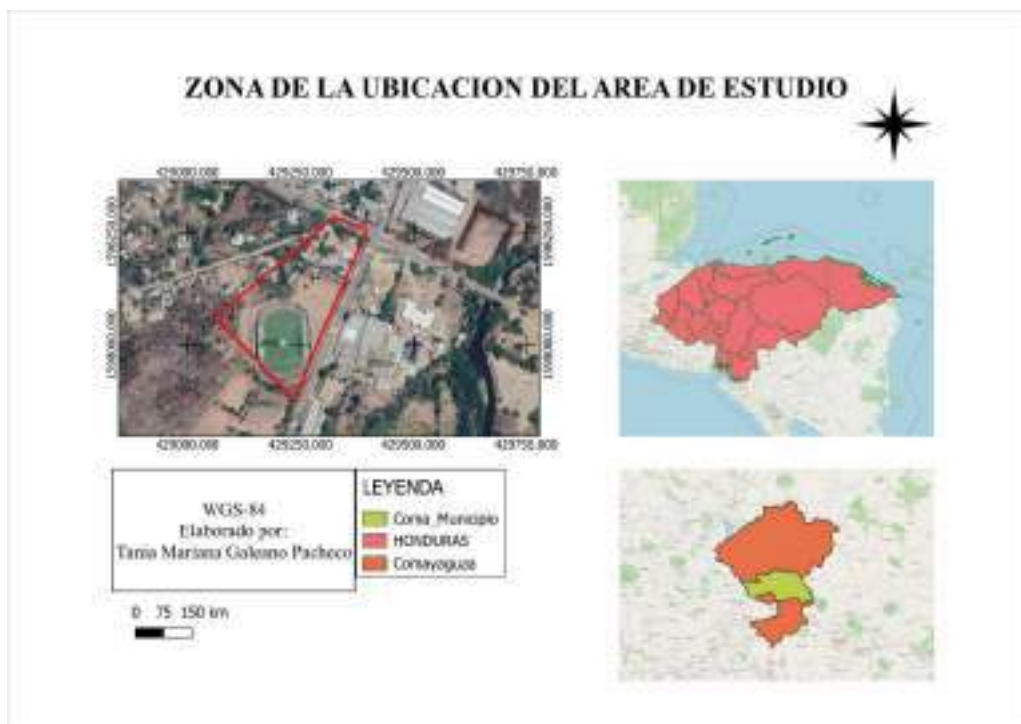 ZONA DE LA UBICACION DEL AREA DE ESTUDIO
429000.000 429250.000 429500.000 429750.000
429000.000 429250.000 429500.000 429750.000
WGS-84
Elaborado por:
Tania Mariana Galeano Pacheco
LEYENDA
HONDURAS
0 75 150 km